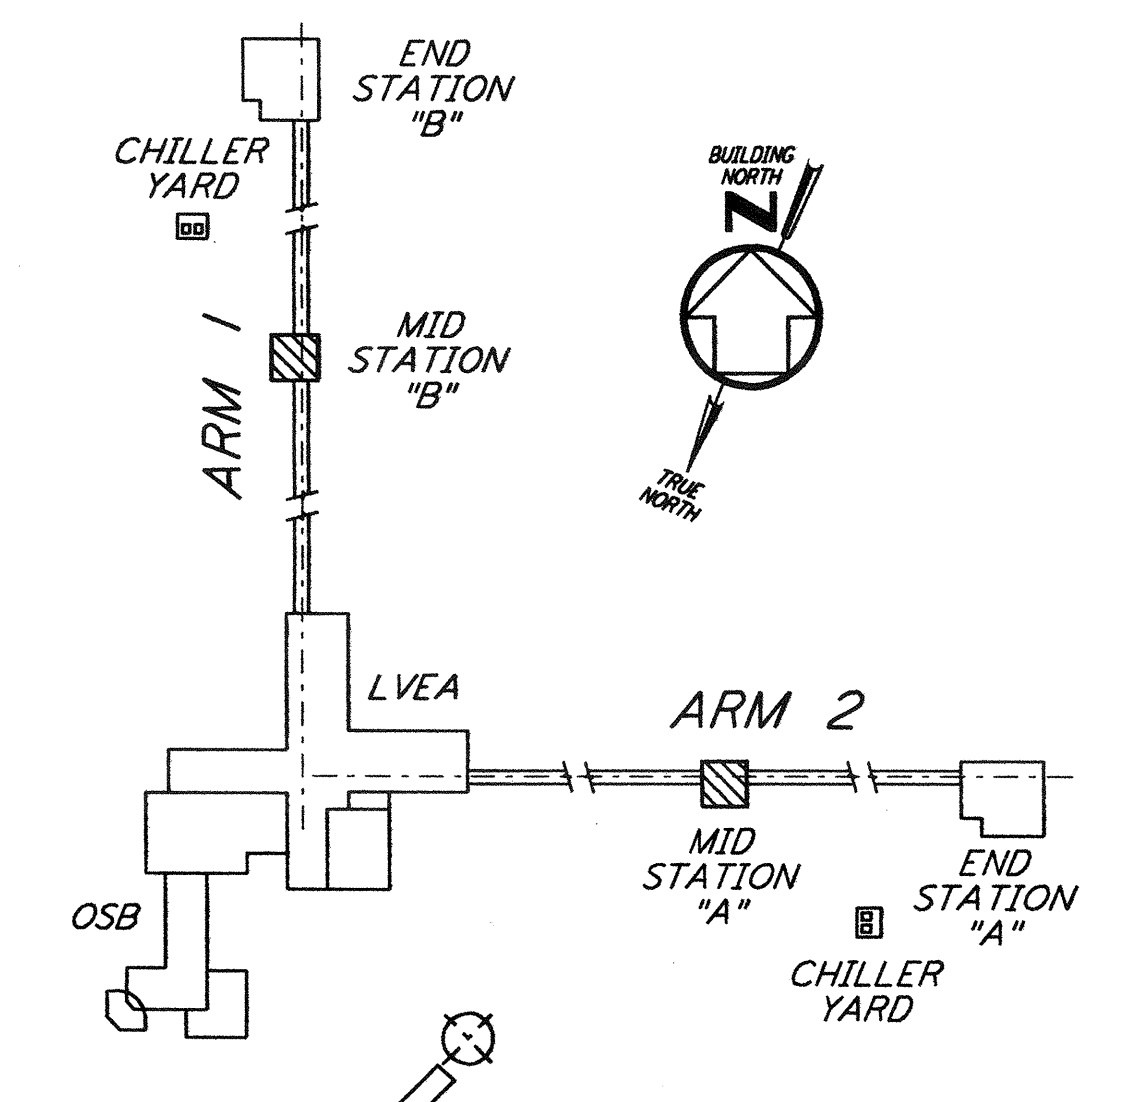 END
STATION
"B"
CHILLER
YARD
BUILDING
NORTH
N
MID
STATION
"B"
ARM 1
TRUE
NORTH
LVEA
ARM 2
MID
STATION
"A"
END
STATION
"A"
OSB
CHILLER
YARD